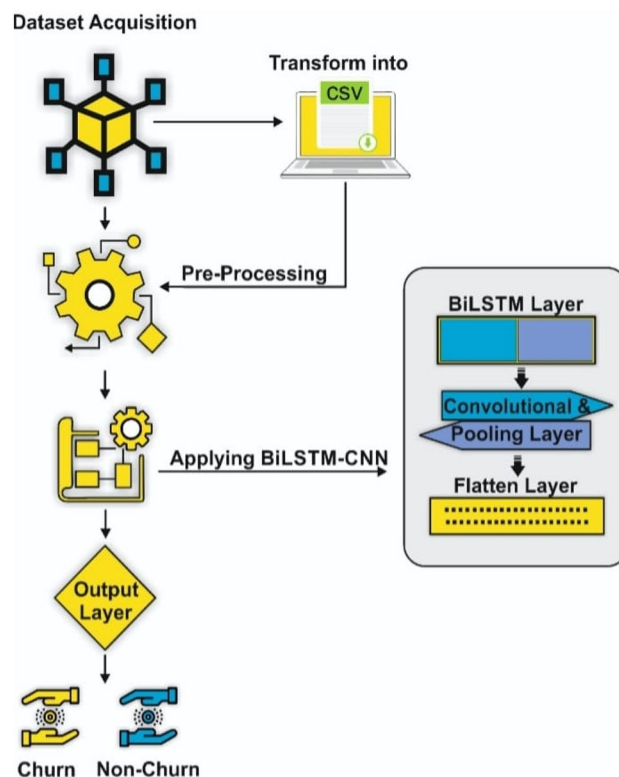 Dataset Acquisition
Transform into
CSV
Pre-Processing
BiLSTM Layer
Convolutional &
Pooling Layer
Applying BiLSTM-CNN
Flatten Layer
Output
Layer
Churn Non-Churn